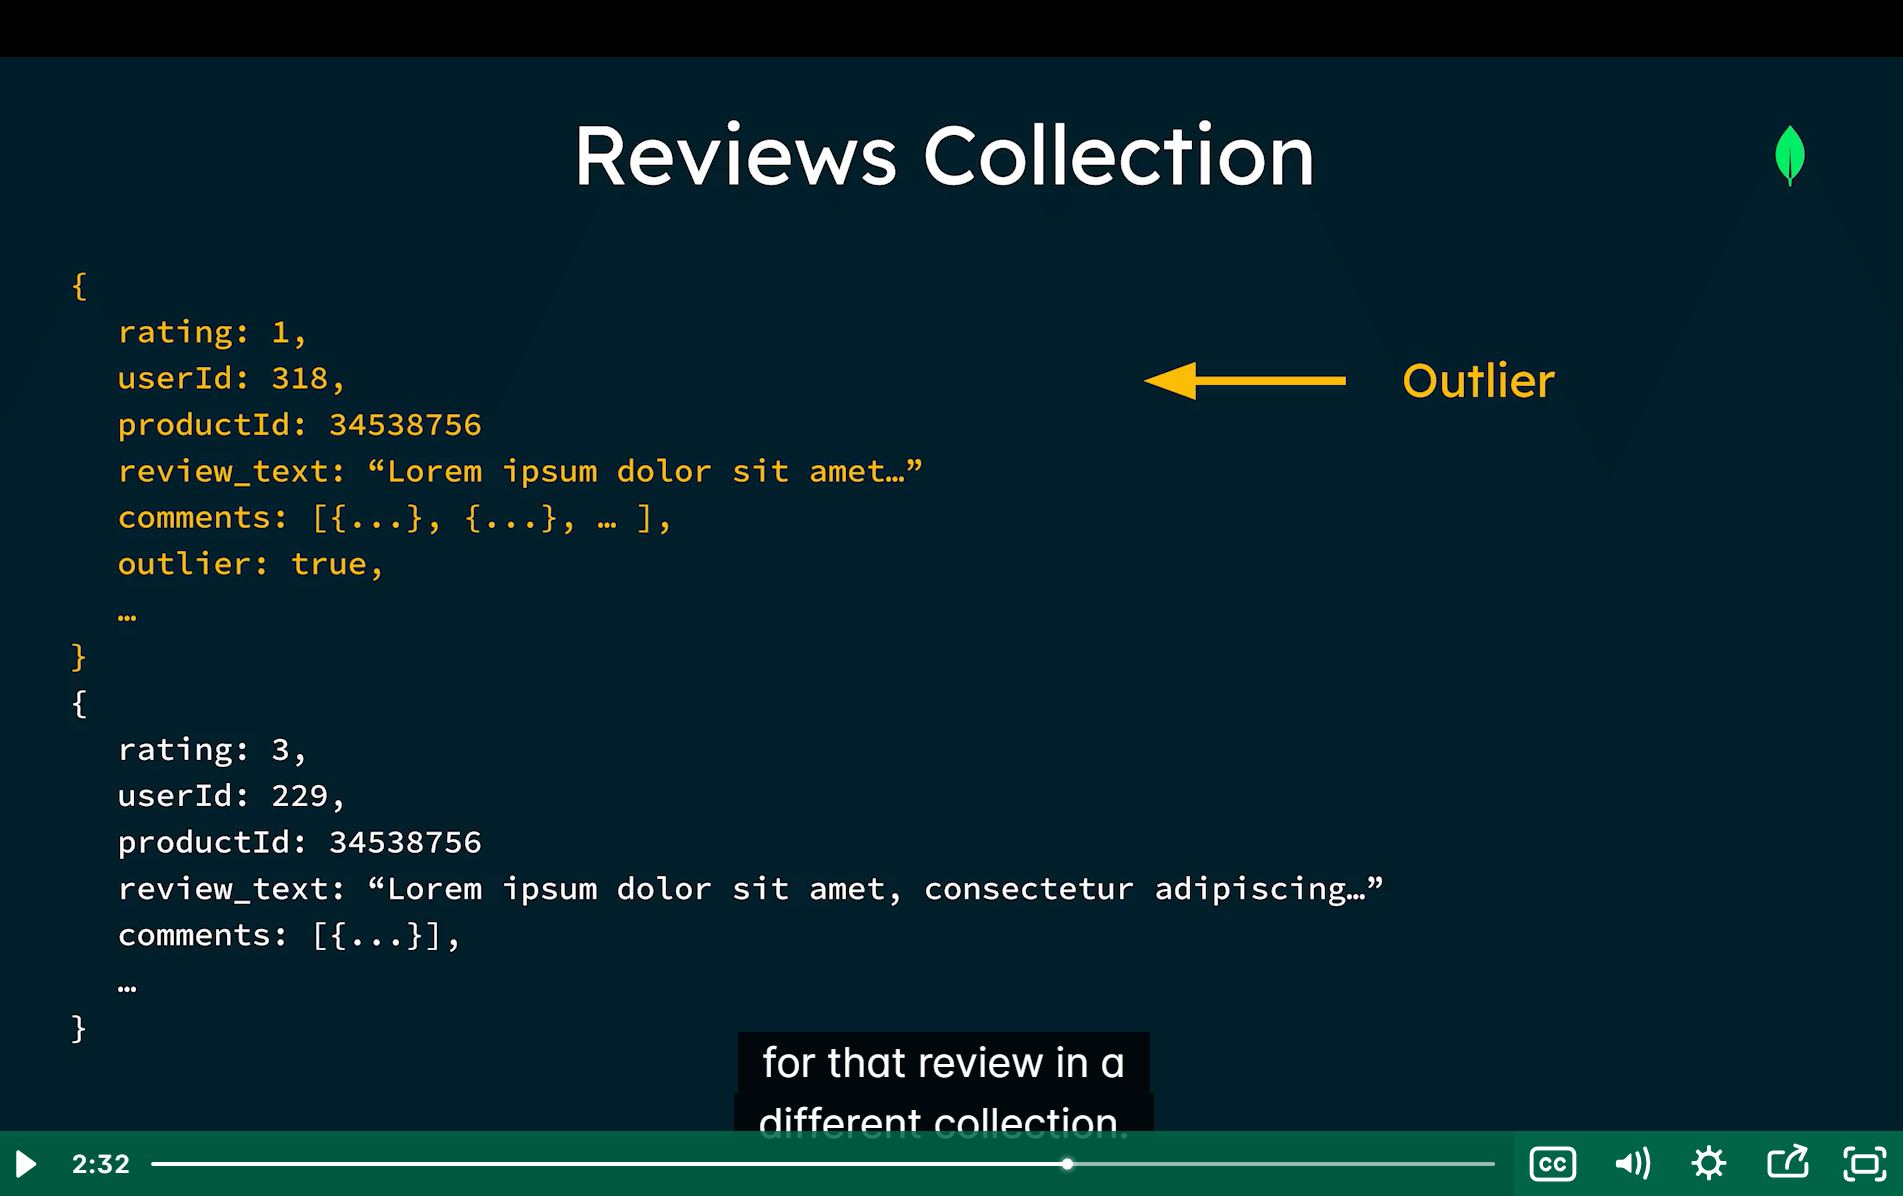 Reviews Collection
{
rating: 1,
userId: 318,
productId: 34538756
review_text: “Lorem ipsum dolor sit amet…”
comments: [{...}, {...}, … ],
outlier: true,
…
}
Outlier
{
rating: 3,
userId: 229,
productId: 34538756
review_text: “Lorem ipsum dolor sit amet, consectetur adipiscing…”
comments: [{...}],
…
}
for that review in a
different collection.
2:32
CC